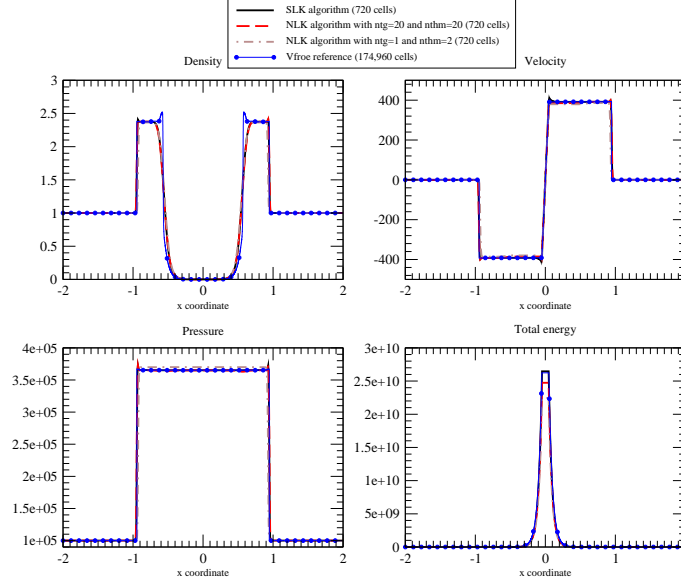 SLK algorithm (720 cells)
NLK algorithm with ntg=20 and nthm=20 (720 cells)
NLK algorithm with ntg=1 and nthm=2 (720 cells)
Vfroe reference (174,960 cells)
Density
3
2.5
2
1.5
1
0.5
0
-2 -1 0 1 2
x coordinate
Velocity
400
200
0
-200
-400
-2 -1 0 1
x coordinate
Pressure
4e+05
3.5e+05
3e+05
2.5e+05
2e+05
1.5e+05
1e+05
-2 -1 0 1 2
x coordinate
Total energy
3e+10
2.5e+10
2e+10
1.5e+10
1e+10
5e+09
0
-2 -1 0 1
x coordinate